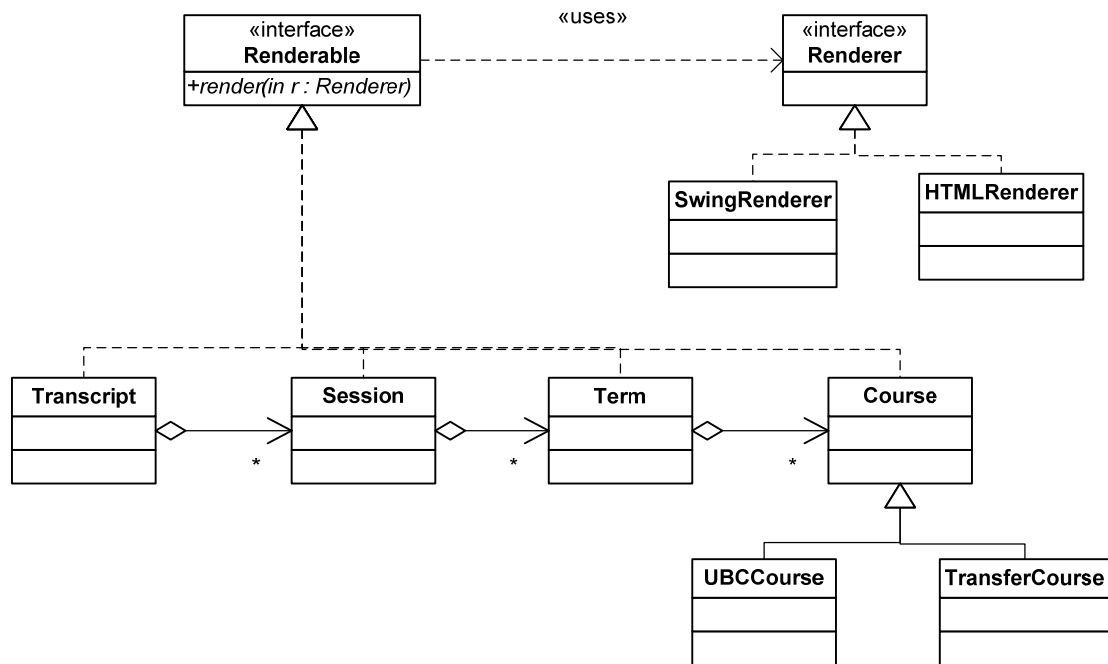 «uses»
«interface»
Renderable
+render(in r : Renderer)
«interface»
Renderer
SwingRenderer
HTMLRenderer
Transcript
Session
Term
Course
*
*
*
UBCCourse
TransferCourse